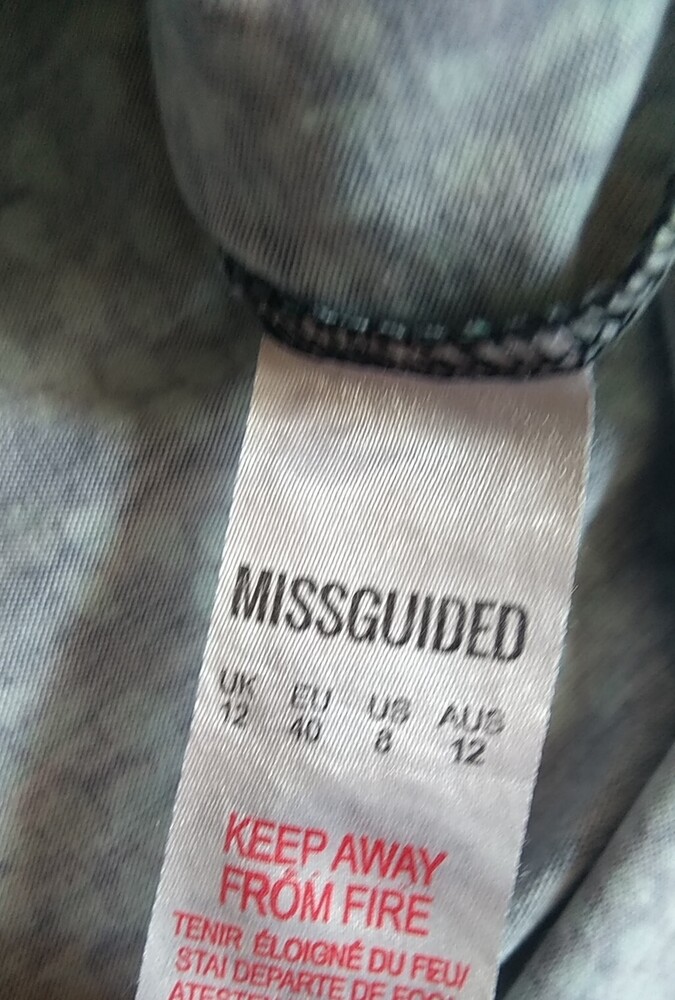 MISSGUIDED
UK EU US AUS
12 40 8 12
KEEP AWAY
FROM FIRE
TENIR ÉLOIGNÉ DU FEU/
STAI DEPARTE DE